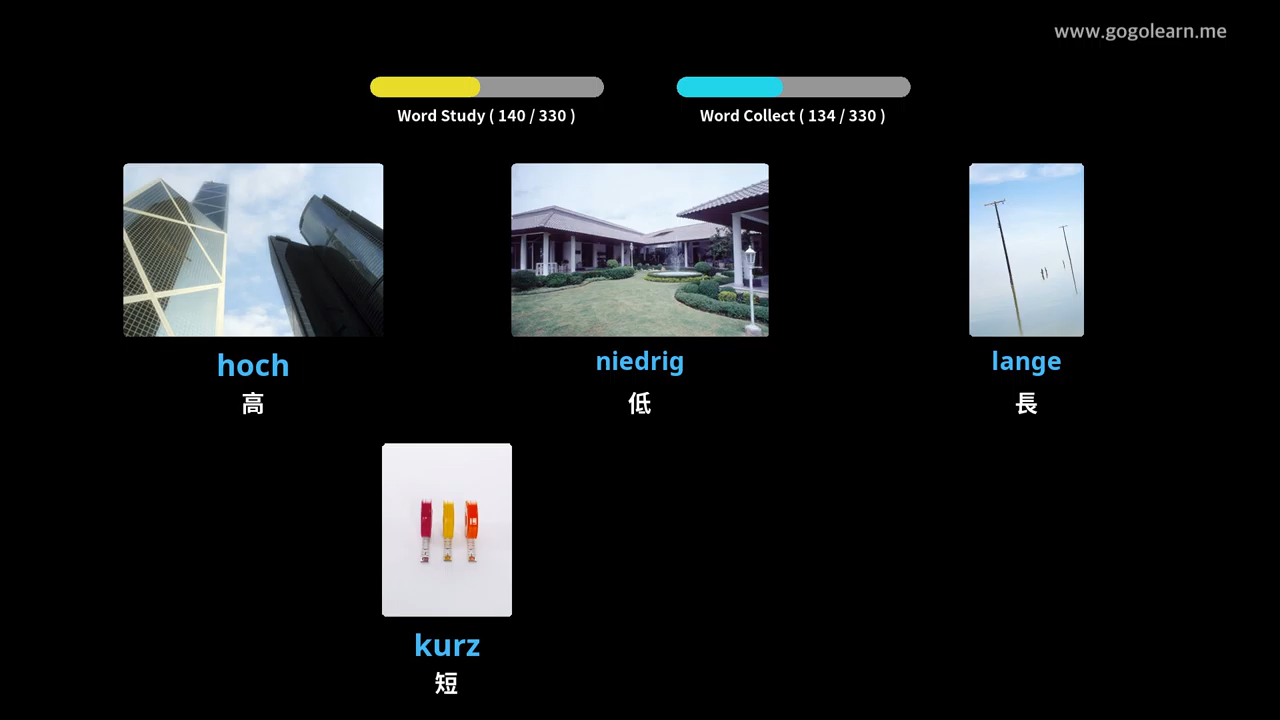 www.gogolearn.me
Word Study ( 140 / 330 )
Word Collect ( 134 / 330 )
hoch
高
niedrig
低
lange
長
kurz
短